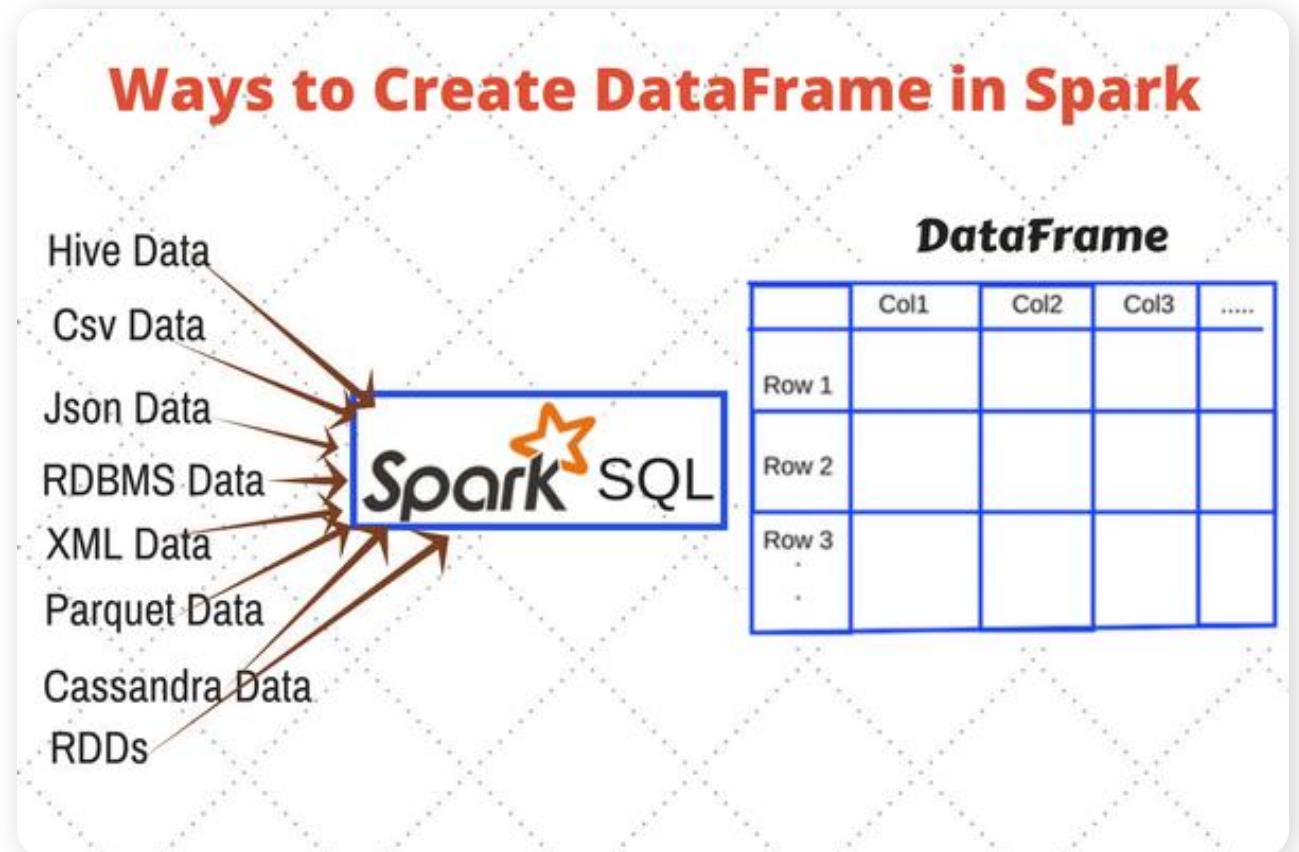 Ways to Create DataFrame in Spark
Hive Data
Csv Data
Json Data
RDBMS Data
XML Data
Parquet Data
Cassandra Data
RDDs
Spark SQL
DataFrame
Col1 Col2 Col3 .....
Row 1
Row 2
Row 3
.
.